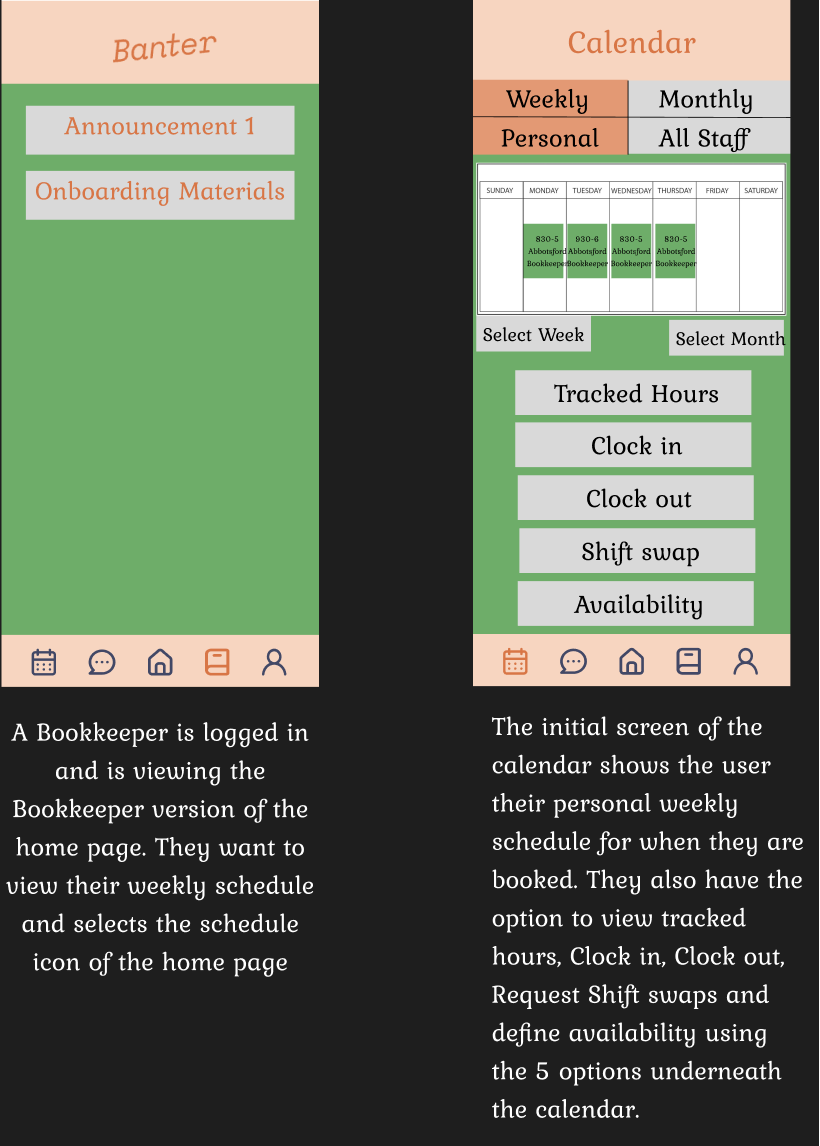 Banter
Announcement 1
Onboarding Materials
A Bookkeeper is logged in
and is viewing the
Bookkeeper version of the
home page. They want to
view their weekly schedule
and selects the schedule
icon of the home page
Calendar
Weekly Monthly
Personal All Staff
SUNDAY MONDAY TUESDAY WEDNESDAY THURSDAY FRIDAY SATURDAY
830-5 930-6 830-5 830-5
Abbotsford Abbotsford Abbotsford Abbotsford
Bookkeeper Bookkeeper Bookkeeper Bookkeeper
Select Week Select Month
Tracked Hours
Clock in
Clock out
Shift swap
Availability
The initial screen of the
calendar shows the user
their personal weekly
schedule for when they are
booked. They also have the
option to view tracked
hours, Clock in, Clock out,
Request Shift swaps and
define availability using
the 5 options underneath
the calendar.